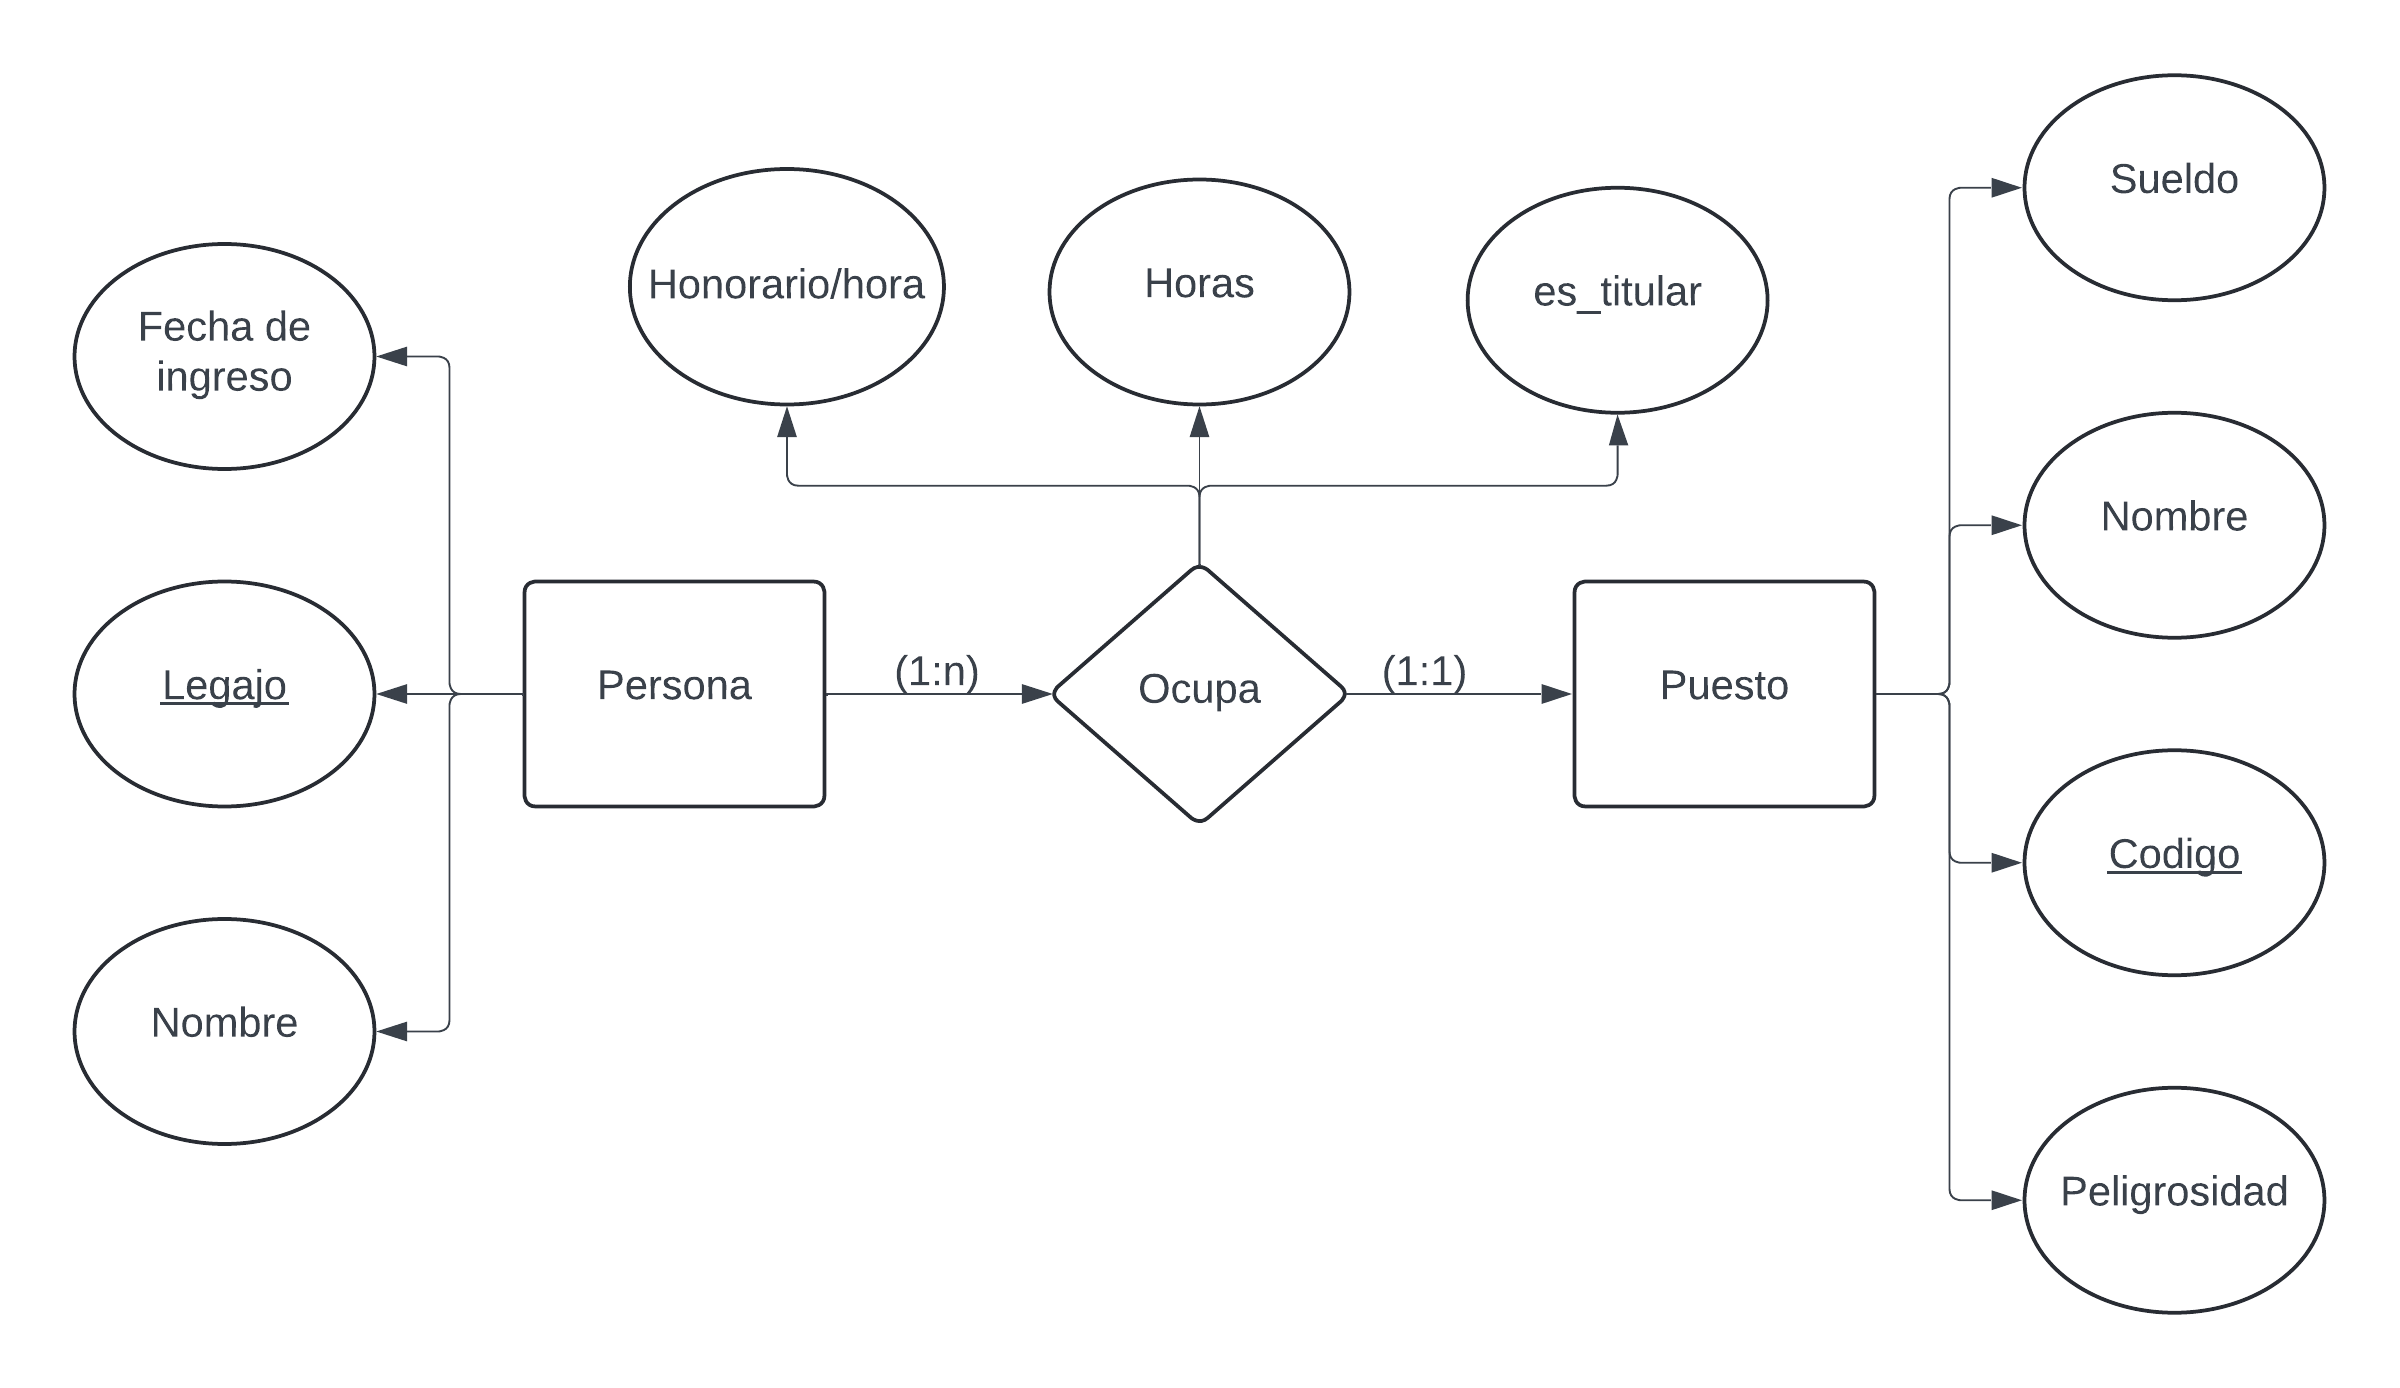 Sueldo
Honorario/hora
Horas
es_titular
Fecha de
ingreso
Nombre
Legajo
Persona
(1:n)
Ocupa
(1:1)
Puesto
Codigo
Nombre
Peligrosidad